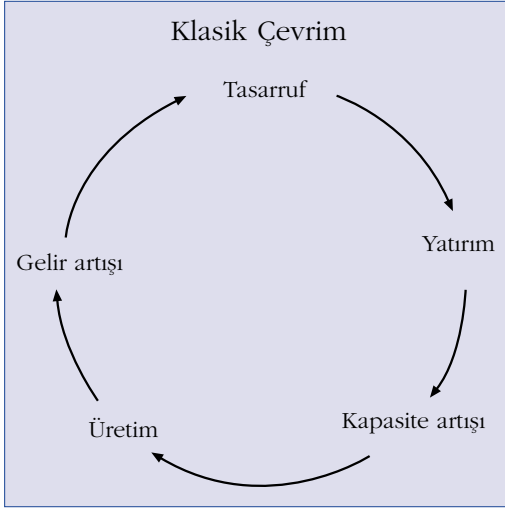 Klasik Çevrim
Tasarruf
Yatırım
Kapasite artışı
Üretim
Gelir artışı